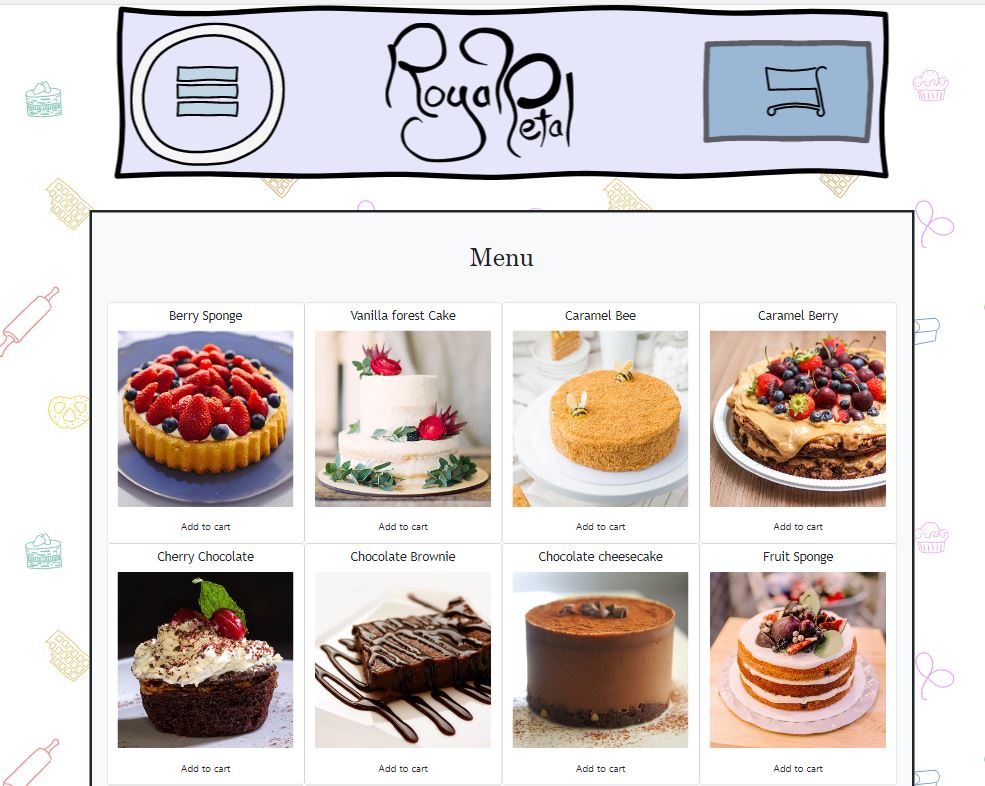 Royal Petal
Menu
Berry Sponge
Vanilla forest Cake
Caramel Bee
Caramel Berry
Add to cart
Add to cart
Add to cart
Add to cart
Cherry Chocolate
Chocolate Brownie
Chocolate cheesecake
Fruit Sponge
Add to cart
Add to cart
Add to cart
Add to cart